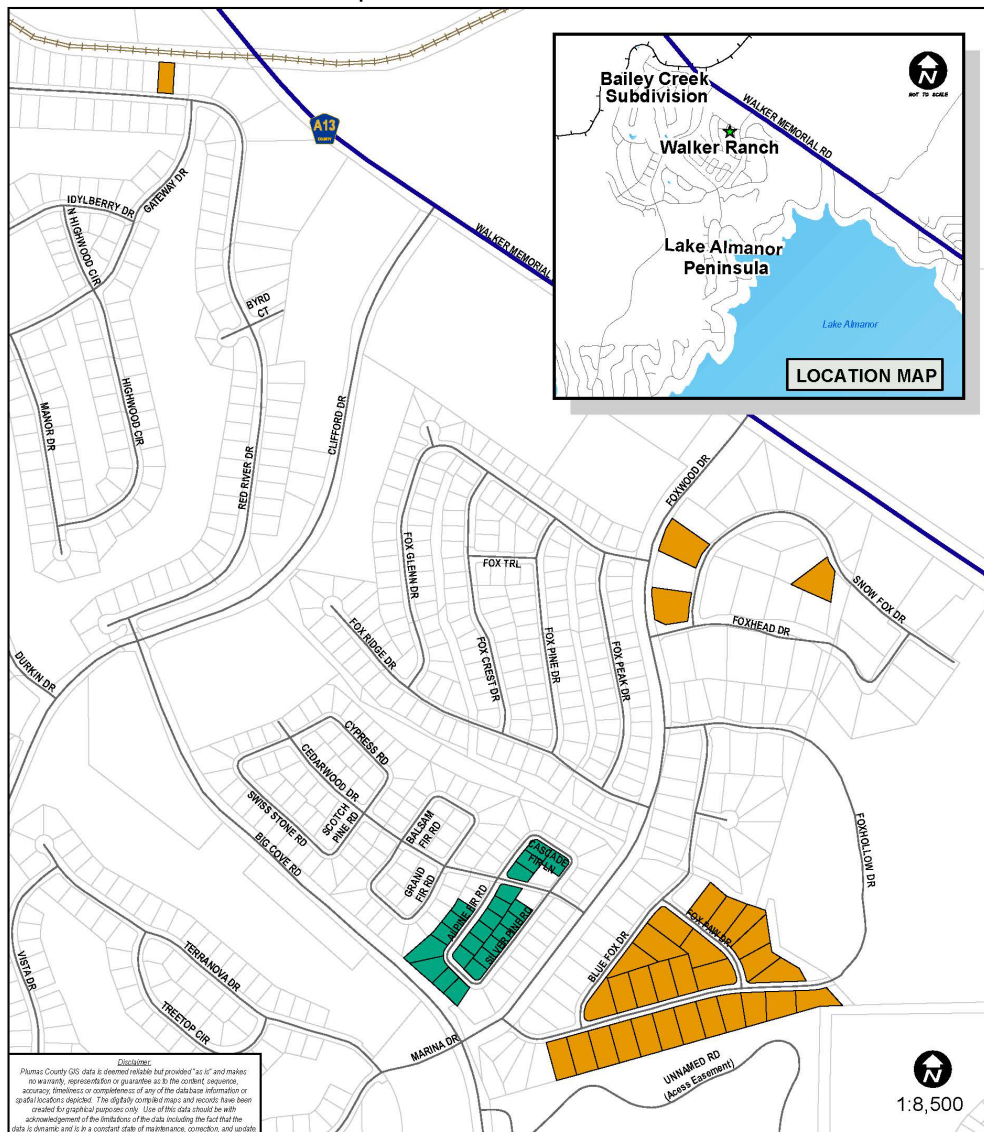 A13
COUNTY
WALKER MEMORIAL
Bailey Creek
Subdivision
N
NOT TO SCALE
WALKER MEMORIAL RD
Walker Ranch
Lake Almanor
Peninsula
Lake Almanor
LOCATION MAP
IDYLBERRY DR
GATEWAY DR
N HIGHWOOD CIR
BYRD
CT
MANOR DR
HIGHWOOD CIR
RED RIVER DR
CLIFFORD DR
FOXWOOD DR
FOX GLENN DR
FOX TRL
SNOW FOX DR
FOXHEAD DR
FOX RIDGE DR
FOX CREST DR
FOX PINE DR
FOX PEAK DR
DURKIN DR
CYPRESS RD
CEDARWOOD DR
SWISS STONE RD
SCOTCH
PINE RD
BALSAM
FIR RD
BIG COVE RD
GRAND
FIR RD
CASCADE
FIR LN
FOXHOLLOW DR
ALPINE FIR RD
SILVER PINE RD
FOX PAW DR
BLUE FOX DR
VISTA DR
TERRANOVA DR
TREETOP CIR
MARINA DR
UNNAMED RD
(Acess Easement)
N
1:8,500
Disclaimer:
Plumas County GIS data is deemed reliable but provided "as is" and makes
no warranty, representation or guarantee as to the content, sequence,
accuracy, timeliness or completeness of any of the database information or
spatial locations depicted. The digitally compiled maps and records have been
created for graphical purposes only. Use of this data should be with
acknowledgement of the limitations of the data including the fact that the
data is dynamic and is in a constant state of maintenance, correction, and update